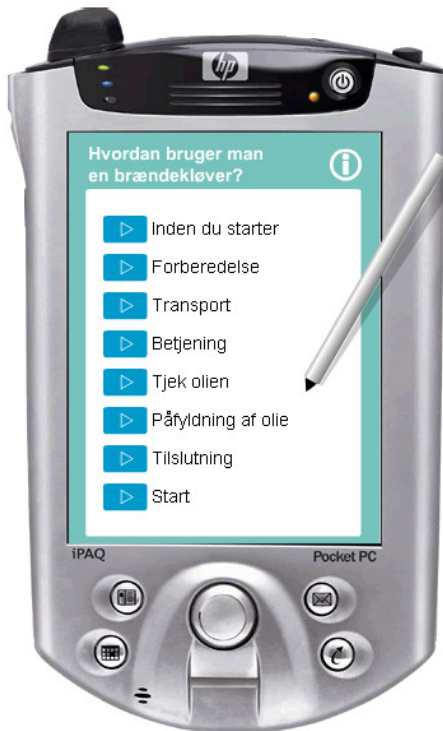 hp
Hvordan bruger man
en brændekløver?
i
Inden du starter
Forberedelse
Transport
Betjening
Tjek olien
Påfyldning af olie
Tilslutning
Start
iPAQ Pocket PC